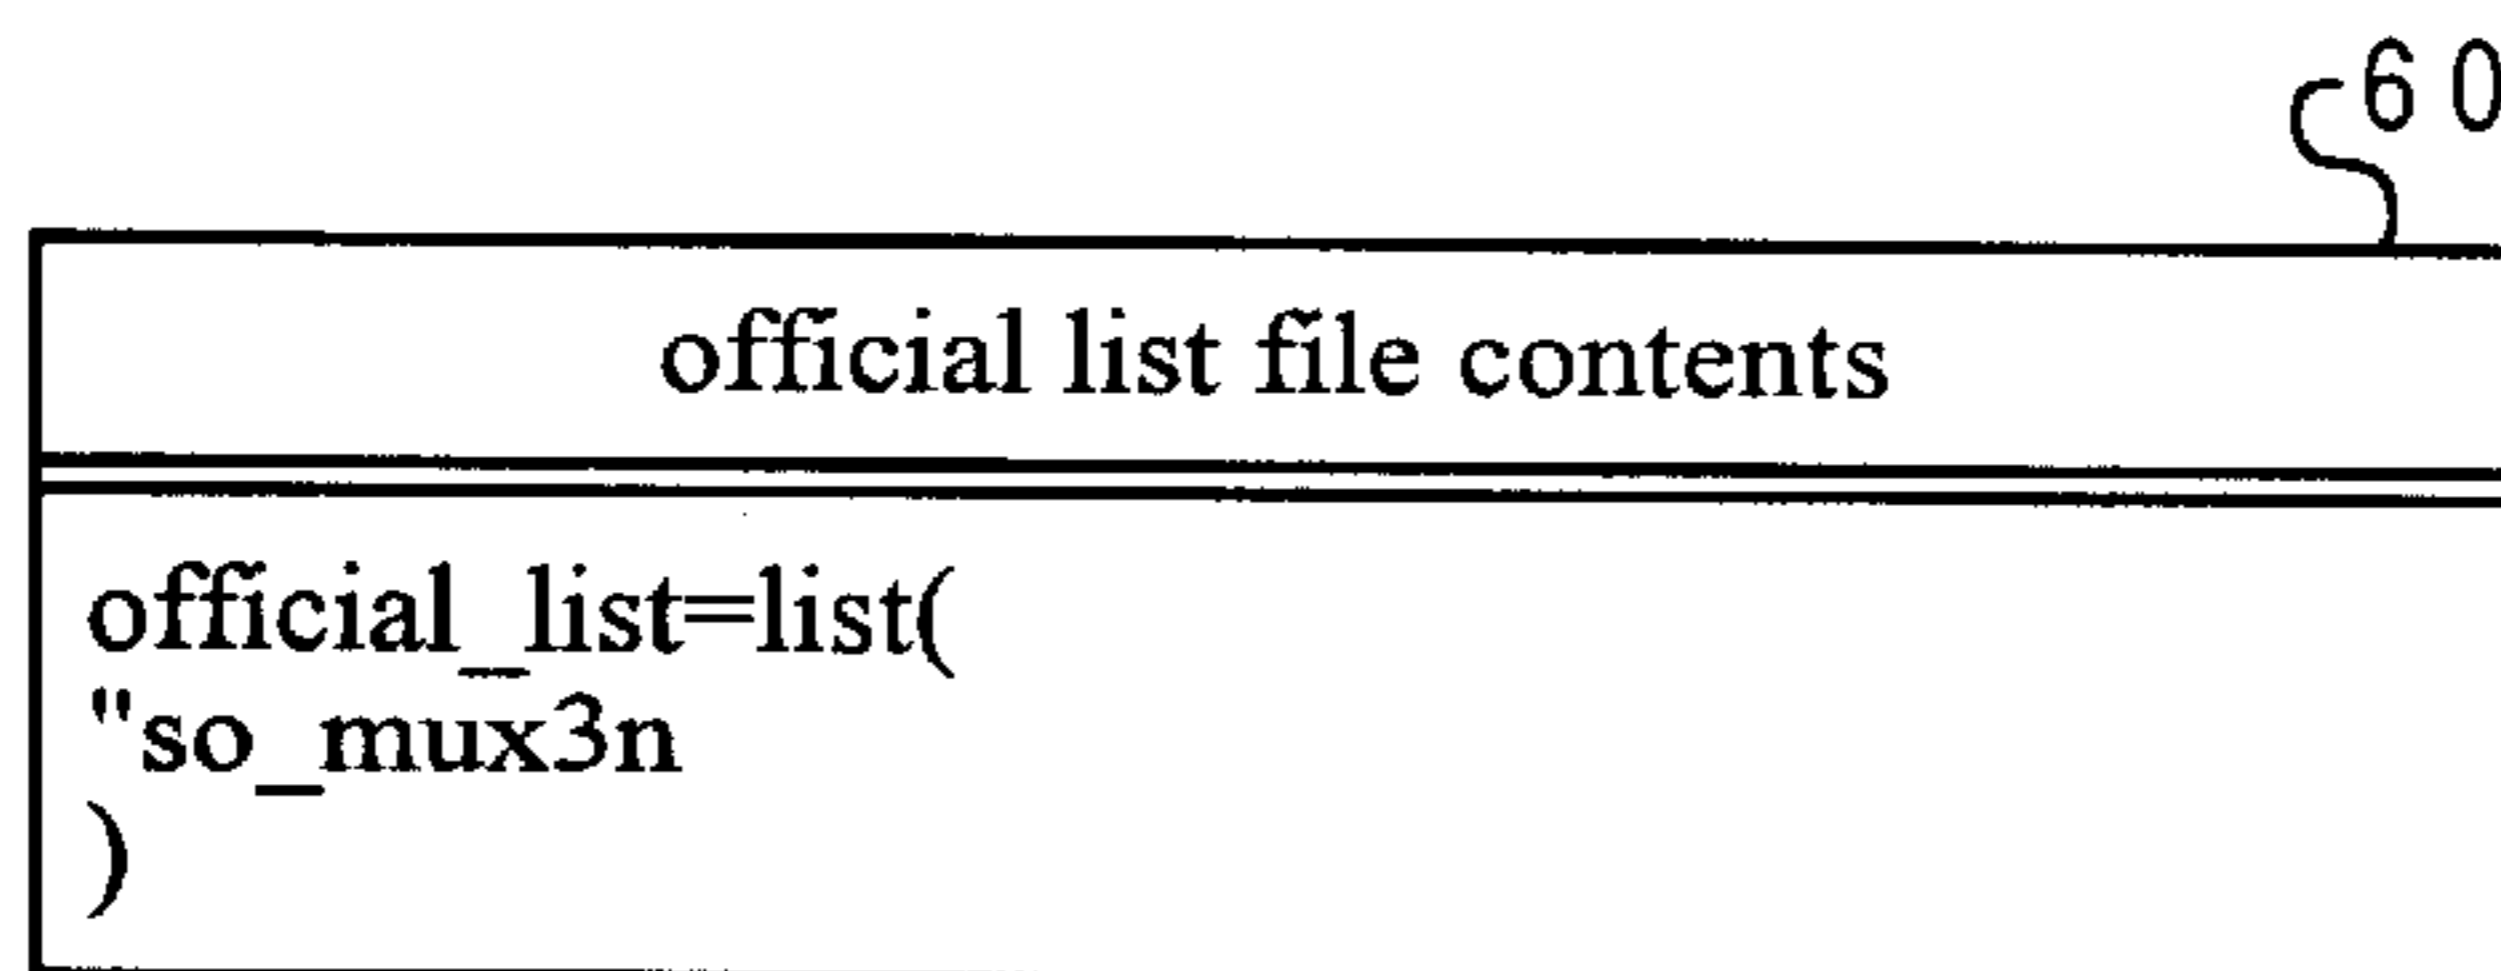 60
official list file contents
official_list=list(
"so_mux3n
)